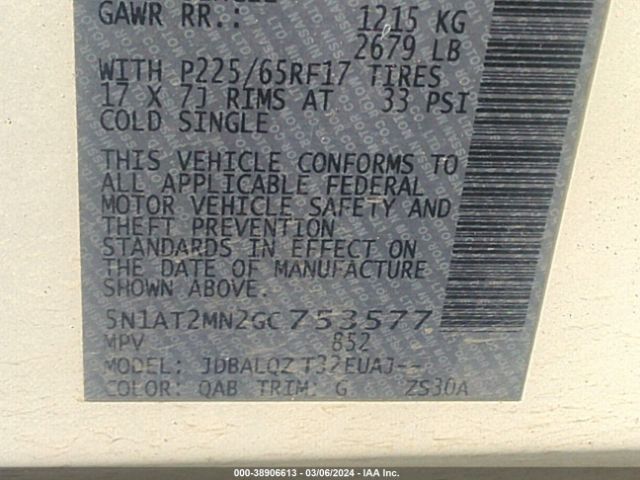 GAWR RR.: 1215 KG
2679 LB
WITH P225/65RF17 TIRES
17 X 7J RIMS AT 33 PSI
COLD SINGLE
THIS VEHICLE CONFORMS TO
ALL APPLICABLE FEDERAL
MOTOR VEHICLE SAFETY AND
THEFT PREVENTION
STANDARDS IN EFFECT ON
THE DATE OF MANUFACTURE
SHOWN ABOVE.
5N1AT2MN2GC753577
MPV 852
MODEL: JDBALQZ T32EUAJ--
COLOR: QAB TRIM: G ZS30A
000-38906613 - 03/06/2024 - IAA Inc.